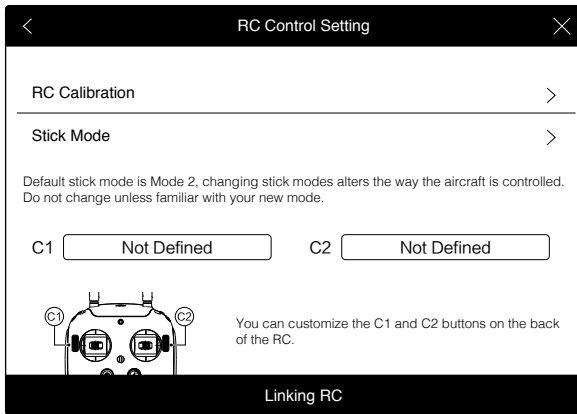 RC Control Setting
RC Calibration
Stick Mode
Default stick mode is Mode 2, changing stick modes alters the way the aircraft is controlled.
Do not change unless familiar with your new mode.
C1 Not Defined C2 Not Defined
C1 C2
You can customize the C1 and C2 buttons on the back
of the RC.
Linking RC